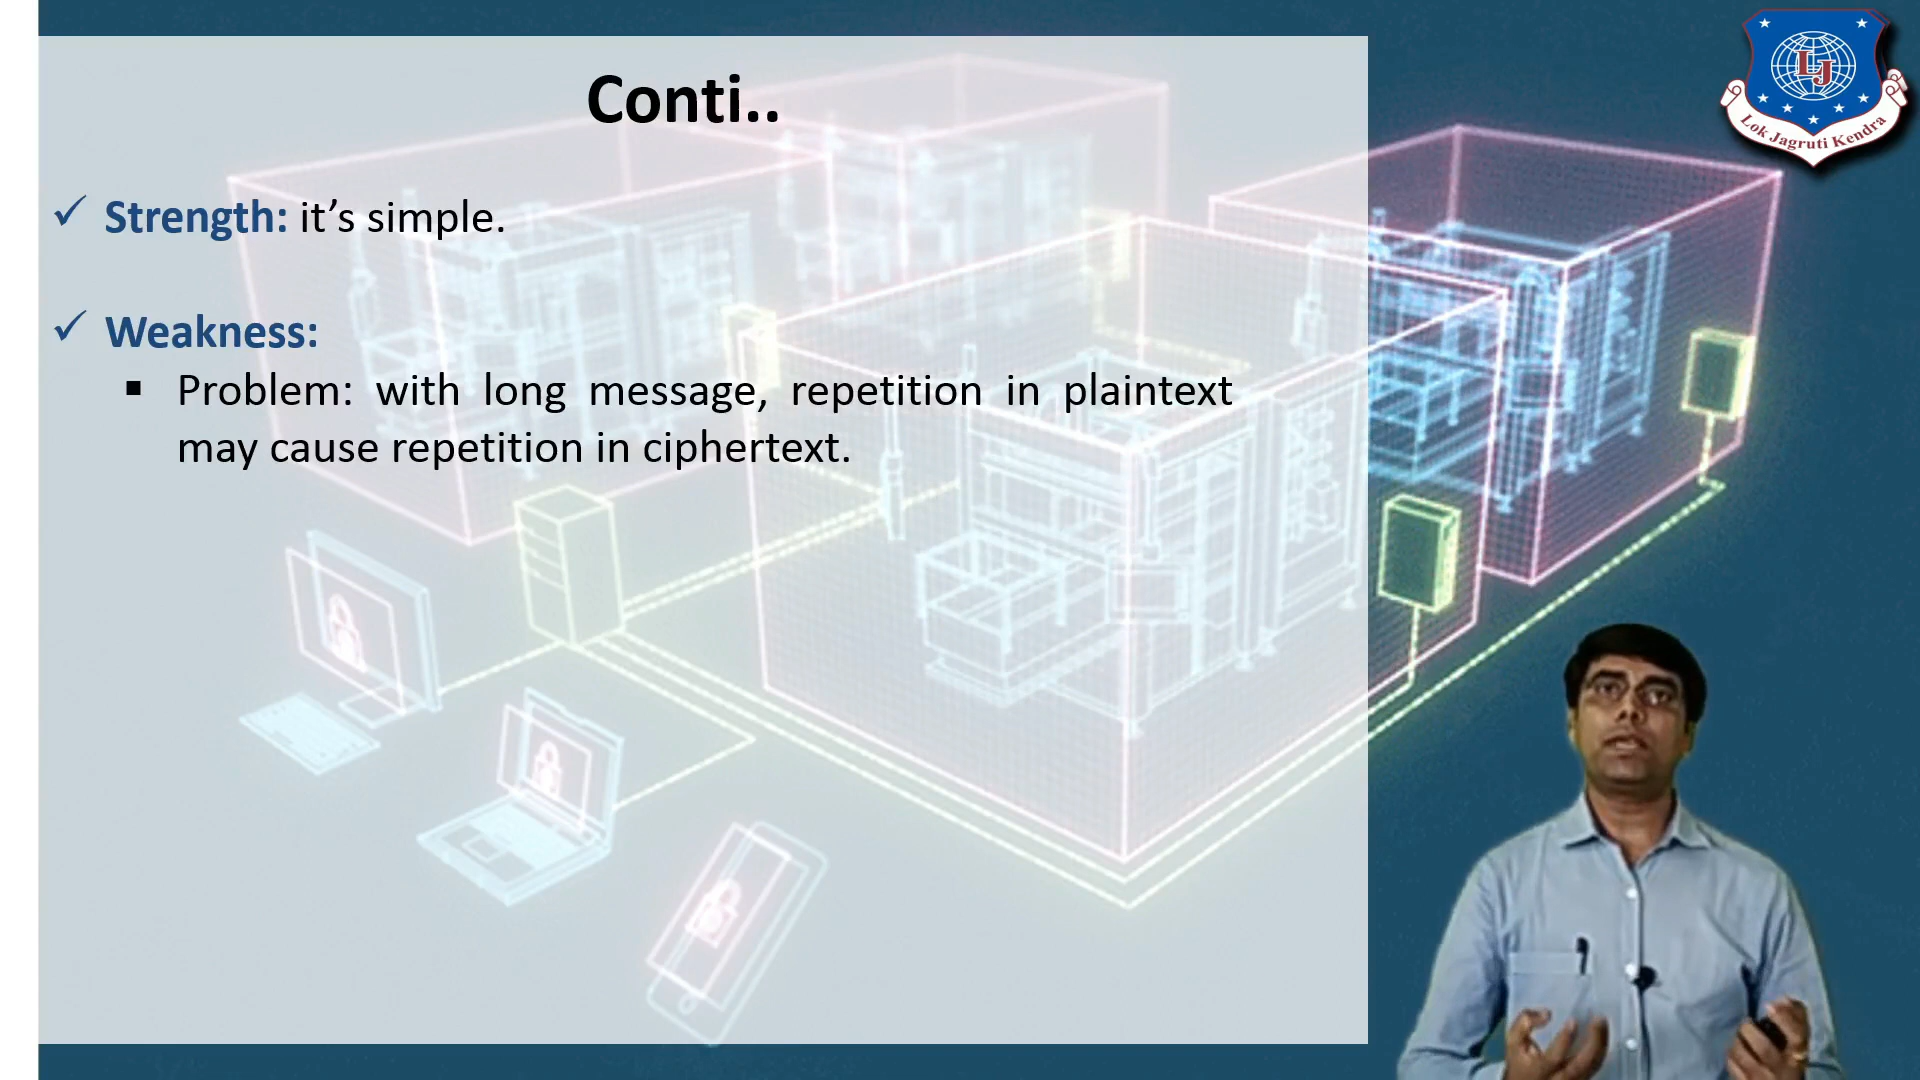 Conti..
LJ
Lok Jagruti Kendra
Strength: it's simple.
Weakness:
Problem: with long message, repetition in plaintext
may cause repetition in ciphertext.